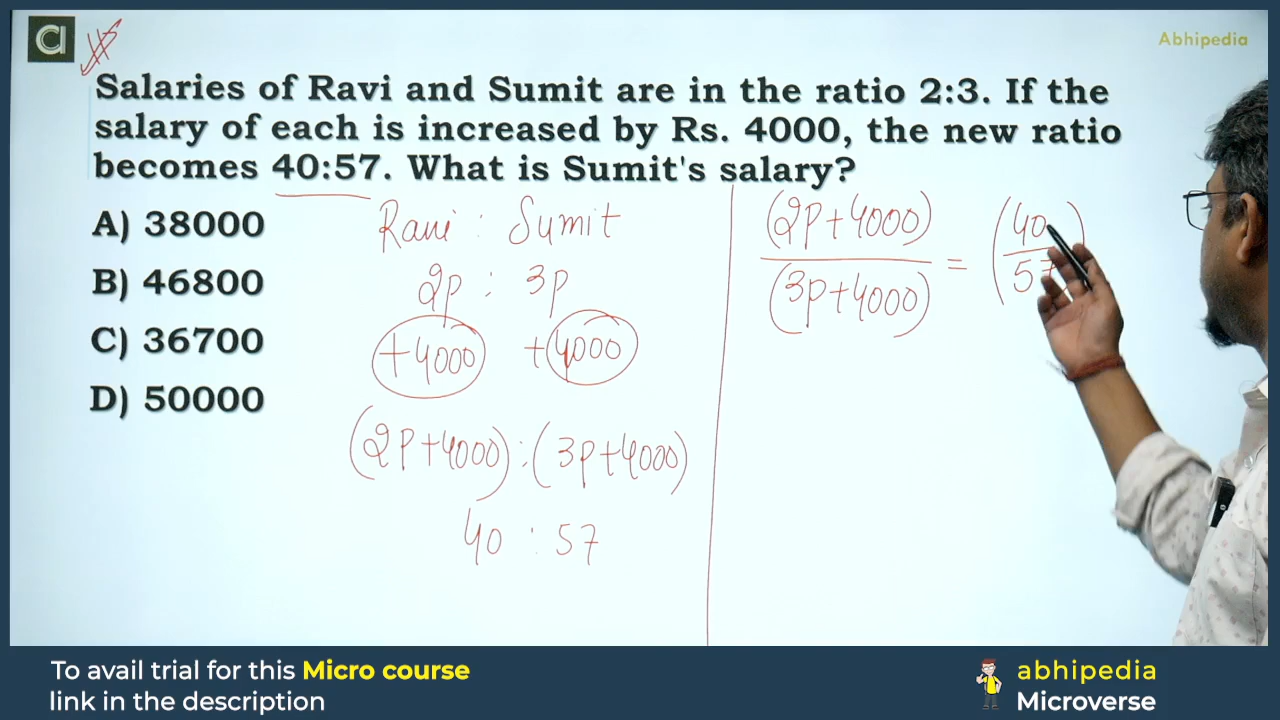 a
Abhipedia
Salaries of Ravi and Sumit are in the ratio 2:3. If the
salary of each is increased by Rs. 4000, the new ratio
becomes 40:57. What is Sumit's salary?
A) 38000
B) 46800
C) 36700
D) 50000
Ravi : Sumit
2p : 3p
+4000 +4000
(2p+4000) : (3p+4000)
40 : 57
(2p+4000)
(3p+4000)
=
(40
57)
To avail trial for this Micro course
link in the description
abhipedia
Microverse